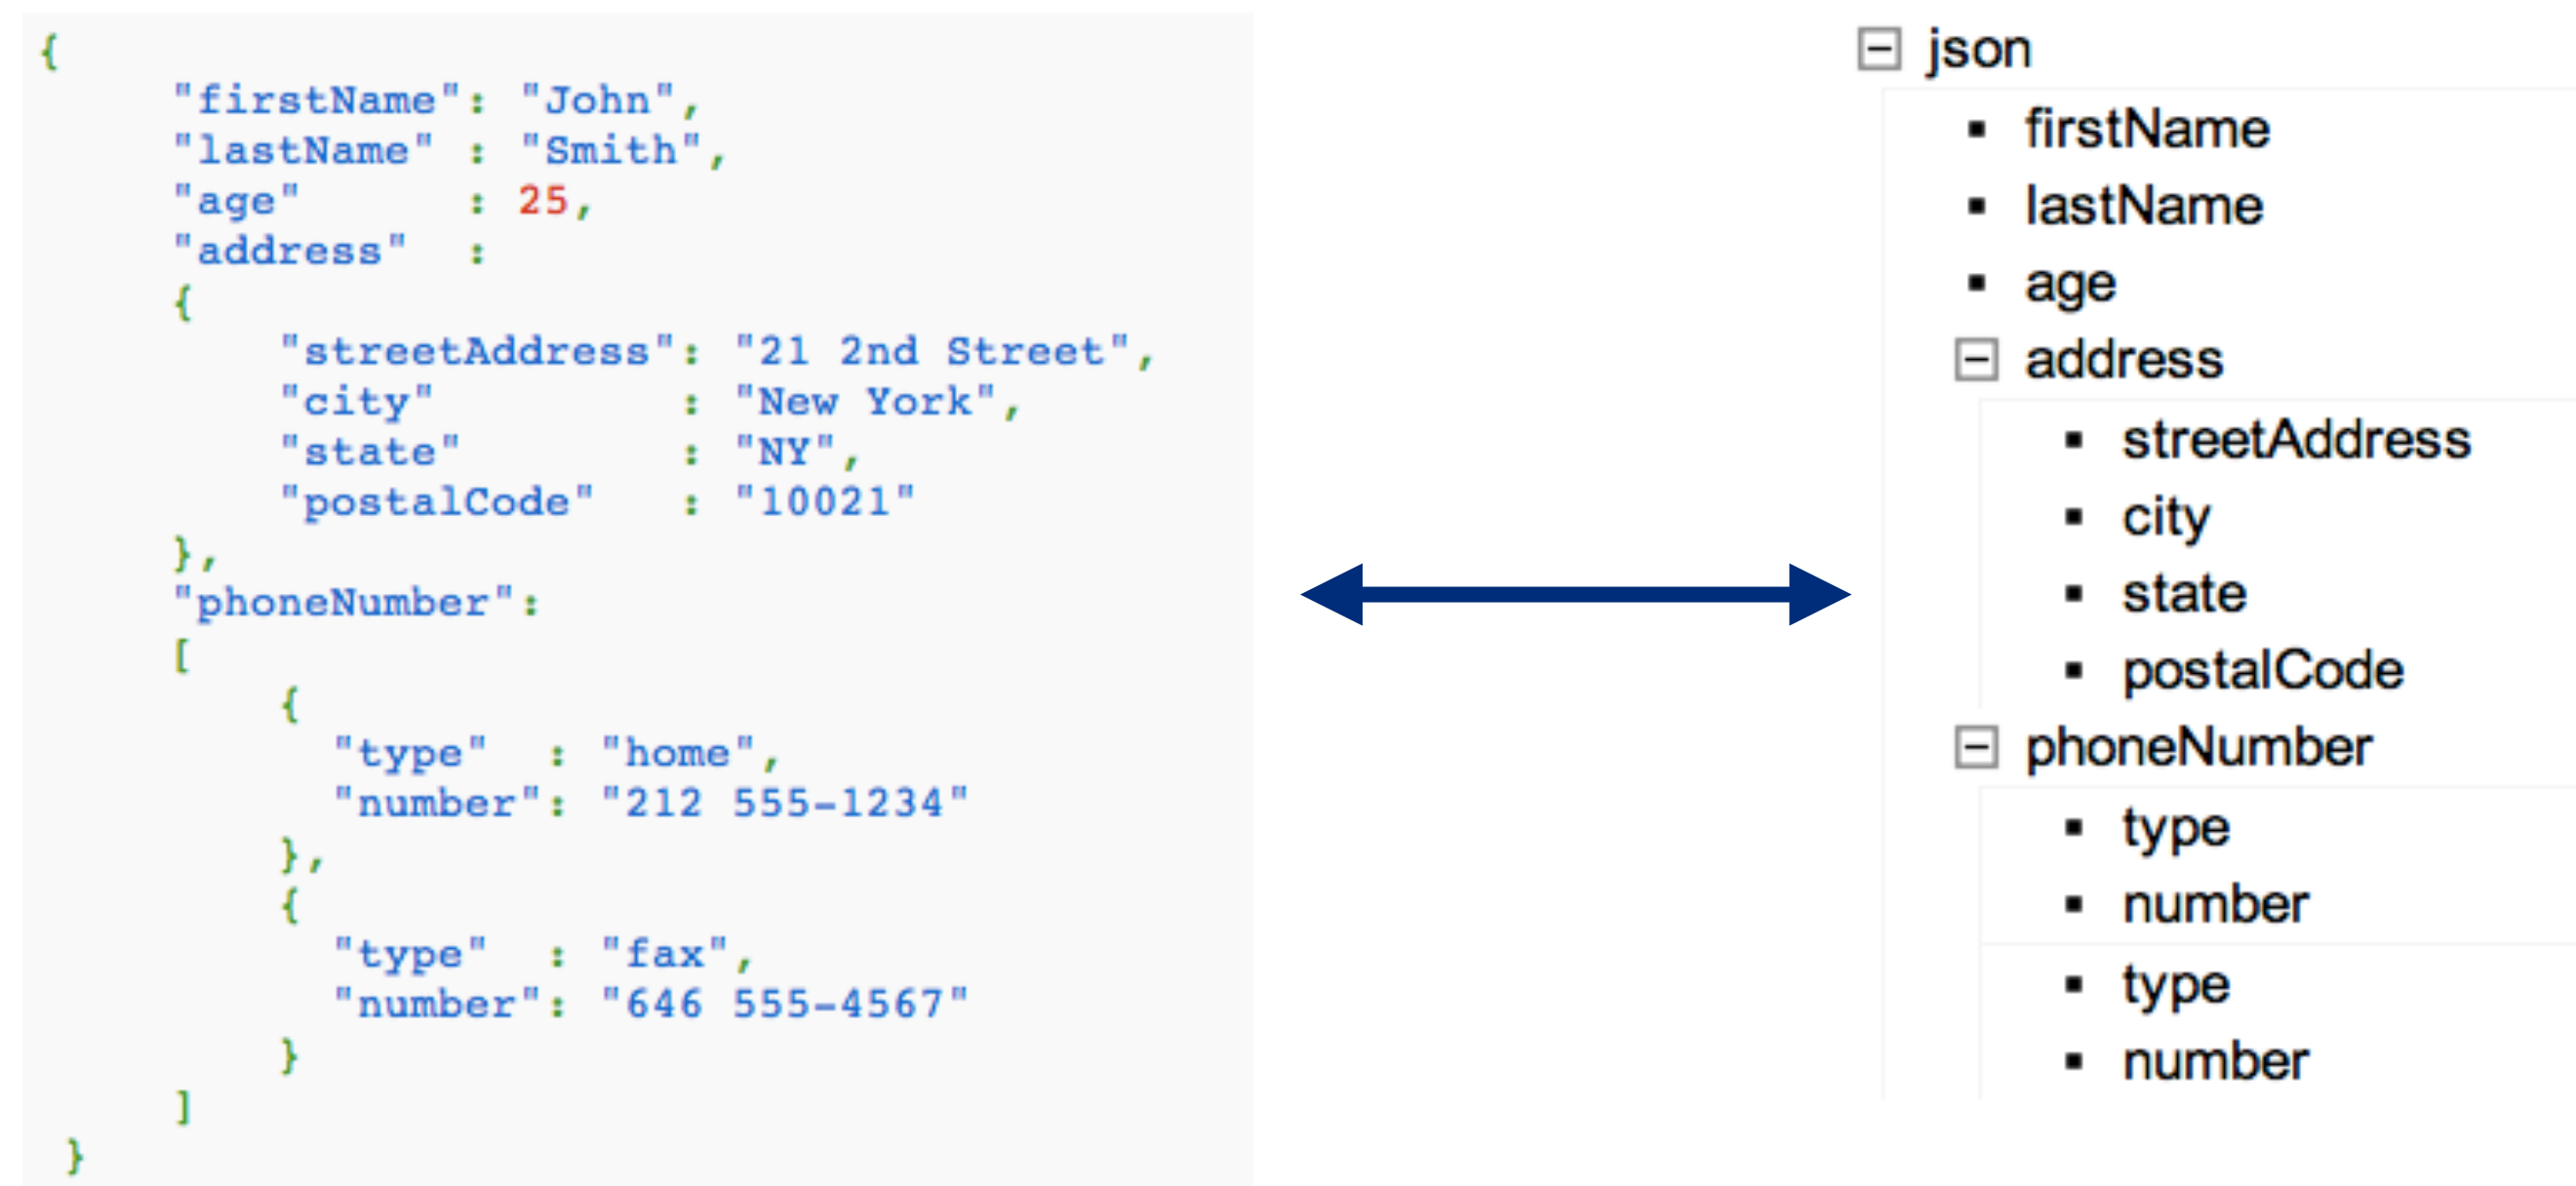 {
"firstName": "John",
"lastName" : "Smith",
"age" : 25,
"address" :
{
"streetAddress": "21 2nd Street",
"city" : "New York",
"state" : "NY",
"postalCode" : "10021"
},
"phoneNumber":
[
{
"type" : "home",
"number": "212 555-1234"
},
{
"type" : "fax",
"number": "646 555-4567"
}
]
}
json
firstName
lastName
age
address
streetAddress
city
state
postalCode
phoneNumber
type
number
type
number